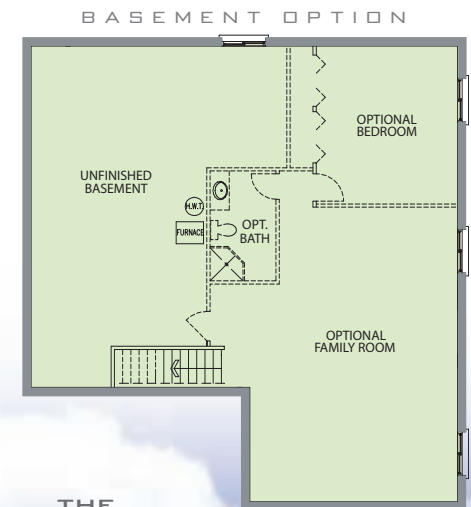 BASEMENT OPTION
OPTIONAL
BEDROOM
UNFINISHED
BASEMENT
H.W.T.
FURNACE
OPT.
BATH
OPTIONAL
FAMILY ROOM
THE